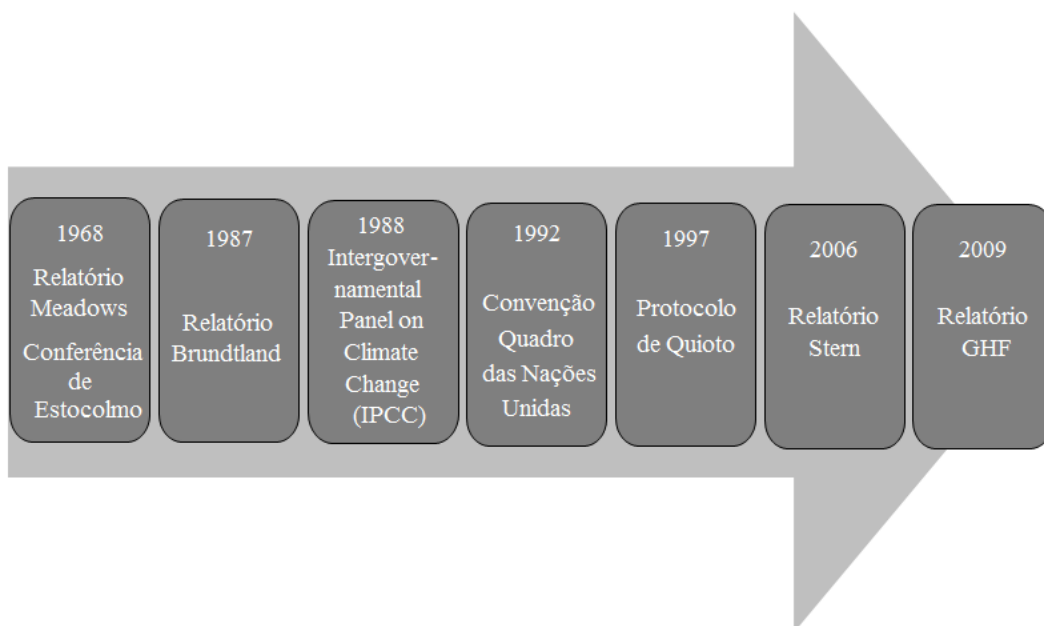 1968
Relatório
Meadows
Conferência
de
Estocolmo
1987
Relatório
Brundtland
1988
Intergover-
namental
Panel on
Climate
Change
(IPCC)
1992
Convenção
Quadro
das Nações
Unidas
1997
Protocolo
de Quioto
2006
Relatório
Stern
2009
Relatório
GHF